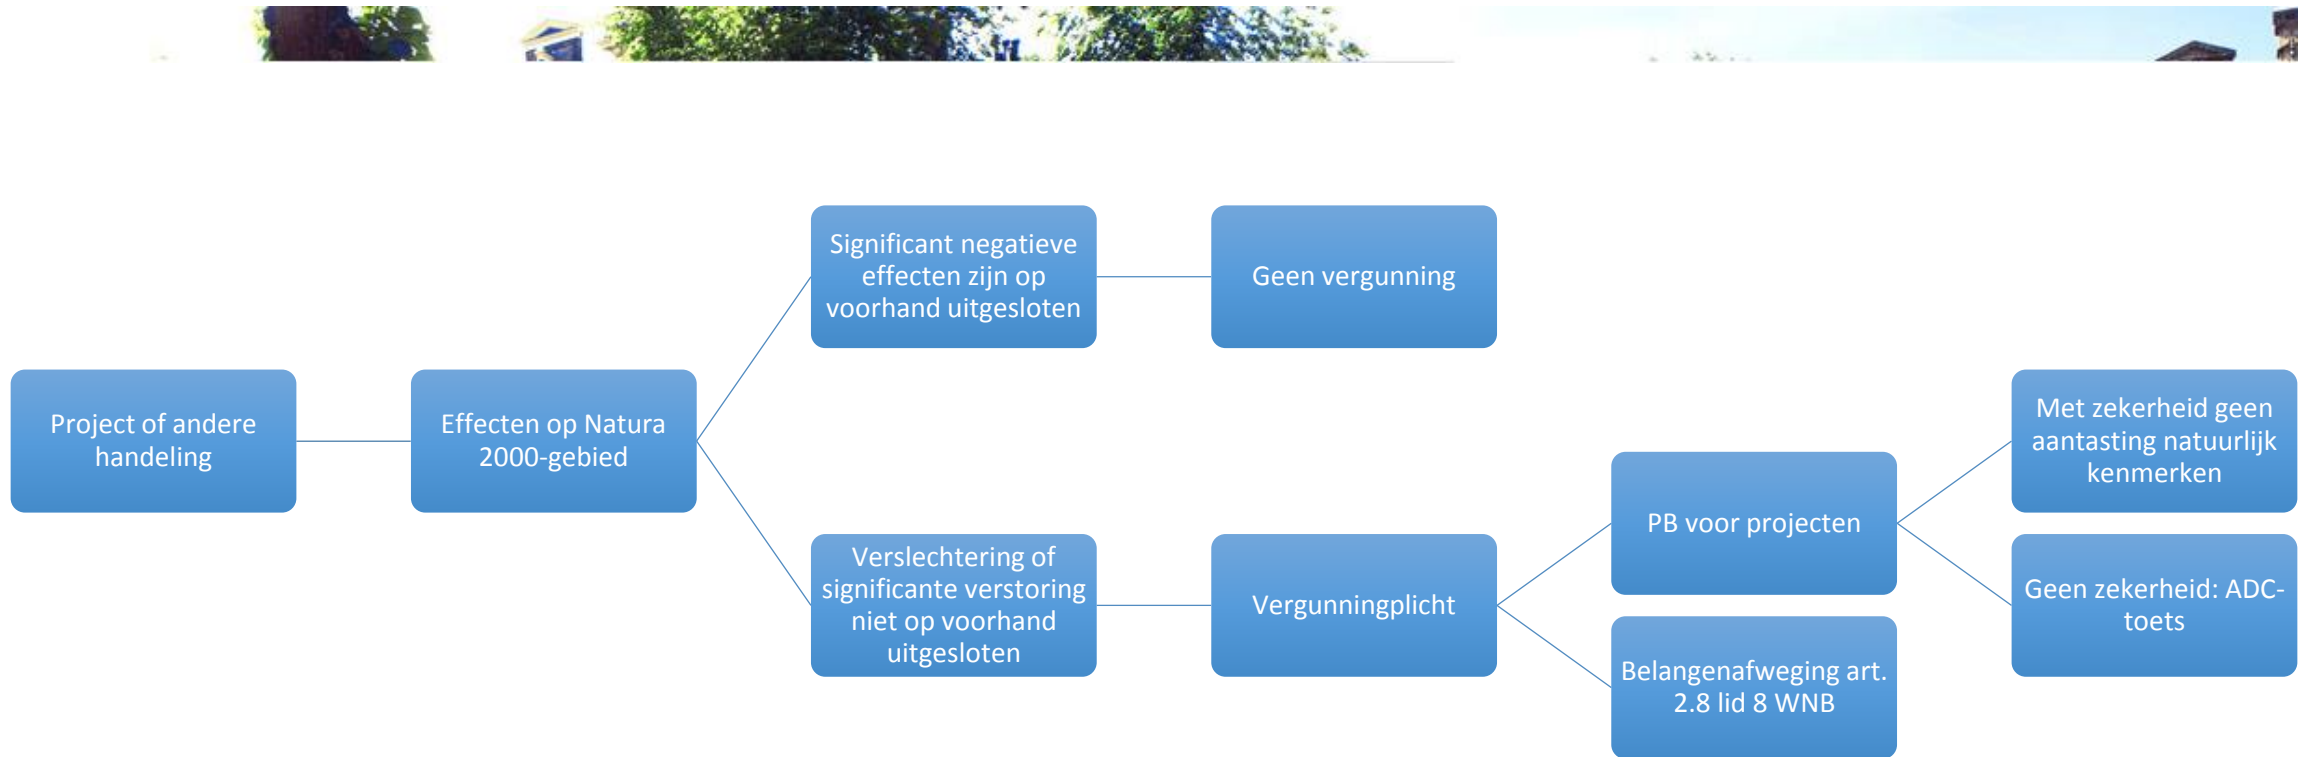 Project of andere
handeling
Effecten op Natura
2000-gebied
Significant negatieve
effecten zijn op
voorhand uitgesloten
Geen vergunning
Verslechtering of
significante verstoring
niet op voorhand
uitgesloten
Vergunningplicht
PB voor projecten
Met zekerheid geen
aantasting natuurlijk
kenmerken
Geen zekerheid: ADC-
toets
Belangenafweging art.
2.8 lid 8 WNB